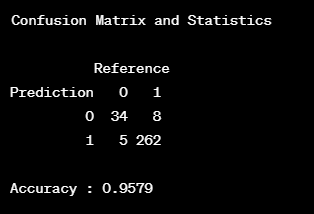 Confusion Matrix and Statistics
Reference
Prediction 0 1
0 34 8
1 5 262
Accuracy : 0.9579